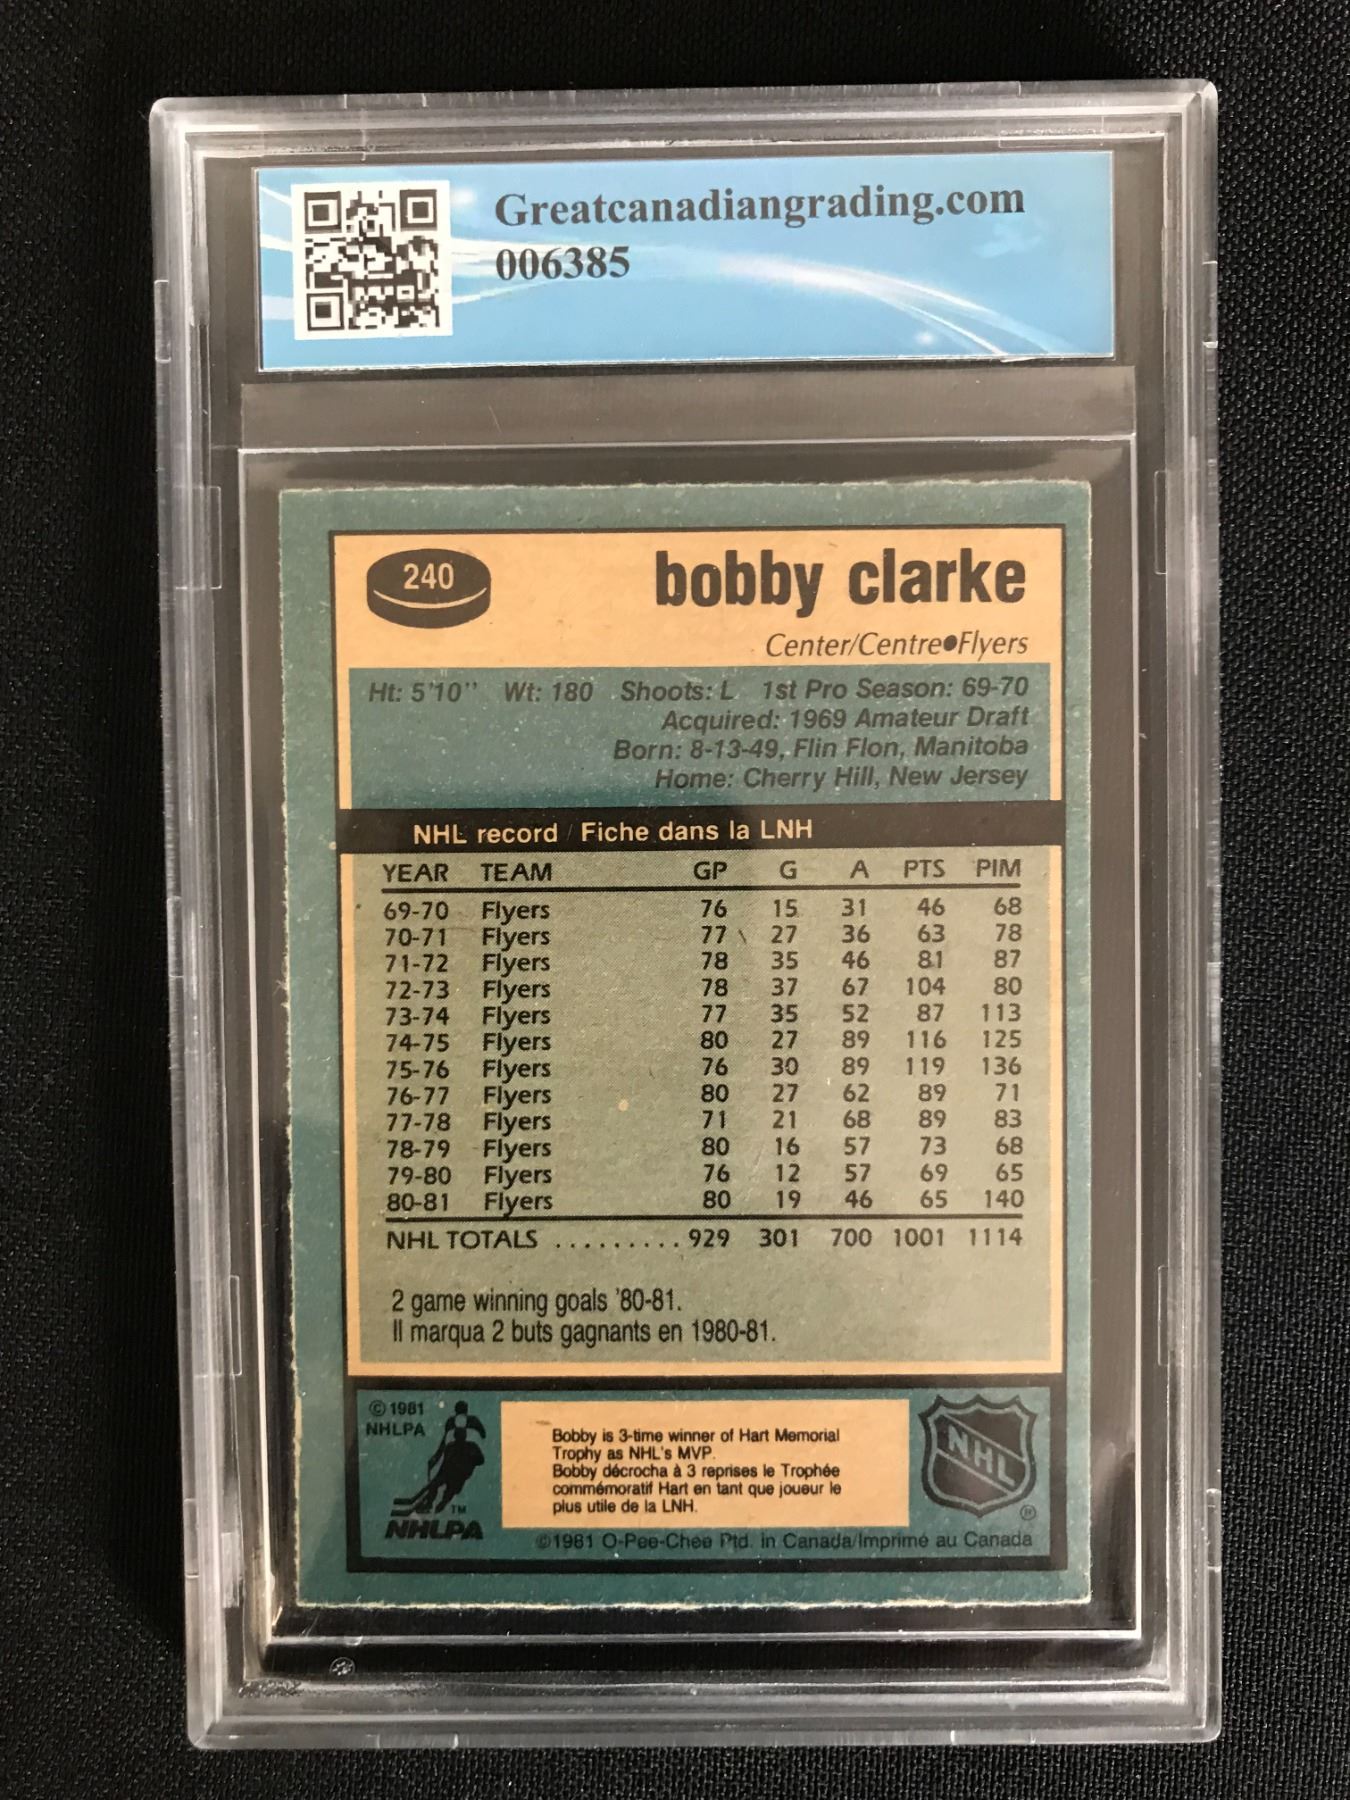 Greatcanadiangrading.com
006385
240
bobby clarke
Center/Centre●Flyers
Ht: 5'10" Wt: 180 Shoots: L 1st Pro Season: 69-70
Acquired: 1969 Amateur Draft
Born: 8-13-49, Flin Flon, Manitoba
Home: Cherry Hill, New Jersey
NHL record / Fiche dans la LNH
YEAR TEAM GP G A PTS PIM
69-70 Flyers 76 15 31 46 68
70-71 Flyers 77 27 36 63 78
71-72 Flyers 78 35 46 81 87
72-73 Flyers 78 37 67 104 80
73-74 Flyers 77 35 52 87 113
74-75 Flyers 80 27 89 116 125
75-76 Flyers 76 30 89 119 136
76-77 Flyers 80 27 62 89 71
77-78 Flyers 71 21 68 89 83
78-79 Flyers 80 16 57 73 68
79-80 Flyers 76 12 57 69 65
80-81 Flyers 80 19 46 65 140
NHL TOTALS ......... 929 301 700 1001 1114
2 game winning goals '80-81.
Il marqua 2 buts gagnants en 1980-81.
© 1981
NHLPA
TM
NHLPA
Bobby is 3-time winner of Hart Memorial
Trophy as NHL's MVP.
Bobby décrocha à 3 reprises le Trophée
commémoratif Hart en tant que joueur le
plus utile de la LNH.
NHL
®
©1981 O-Pee-Chee Ptd. in Canada/Imprimé au Canada